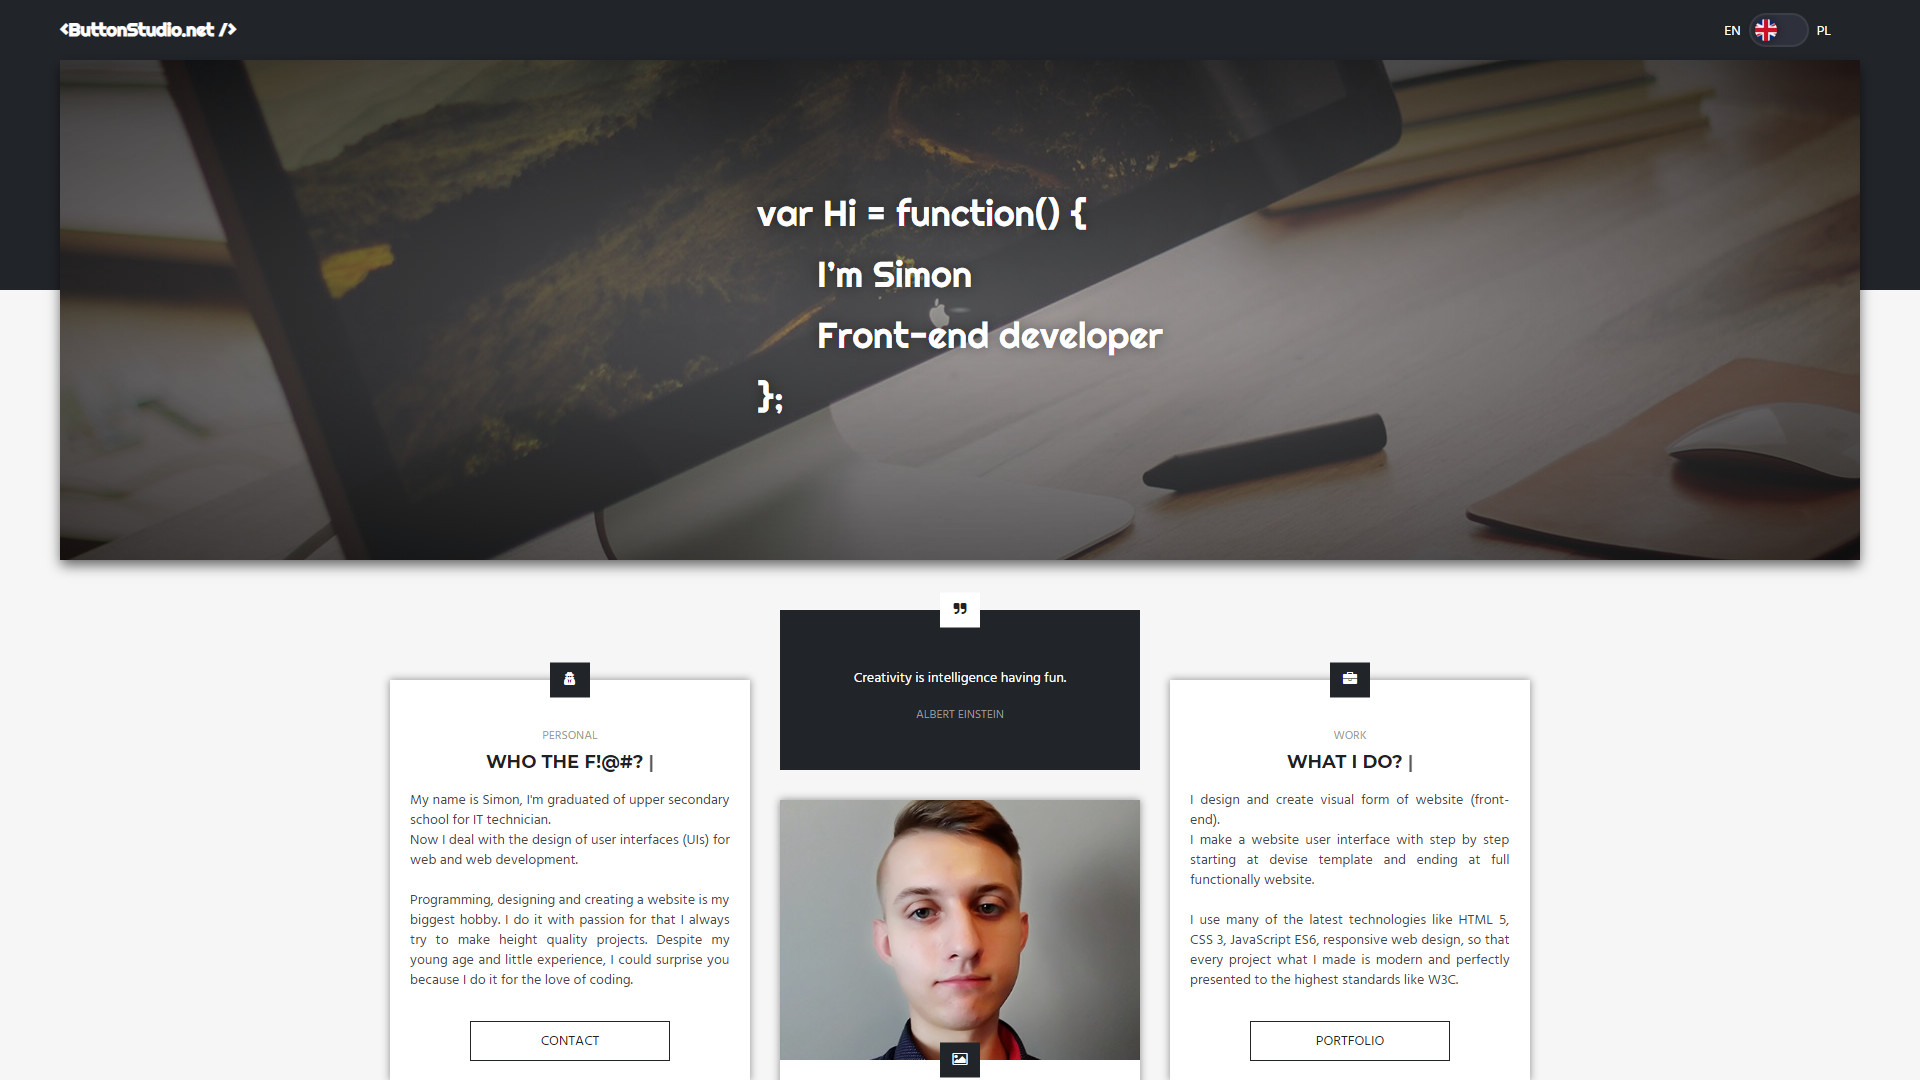 <ButtonStudio.net />
EN
PL
var Hi = function() {
I'm Simon
Front-end developer
};
Creativity is intelligence having fun.
ALBERT EINSTEIN
PERSONAL
WHO THE F!@#? |
My name is Simon, I'm graduated of upper secondary
school for IT technician.
Now I deal with the design of user interfaces (UIs) for
web and web development.
Programming, designing and creating a website is my
biggest hobby. I do it with passion for that I always
try to make height quality projects. Despite my
young age and little experience, I could surprise you
because I do it for the love of coding.
CONTACT
WORK
WHAT I DO? |
I design and create visual form of website (front-
end).
I make a website user interface with step by step
starting at devise template and ending at full
functionally website.
I use many of the latest technologies like HTML 5,
CSS 3, JavaScript ES6, responsive web design, so that
every project what I made is modern and perfectly
presented to the highest standards like W3C.
PORTFOLIO